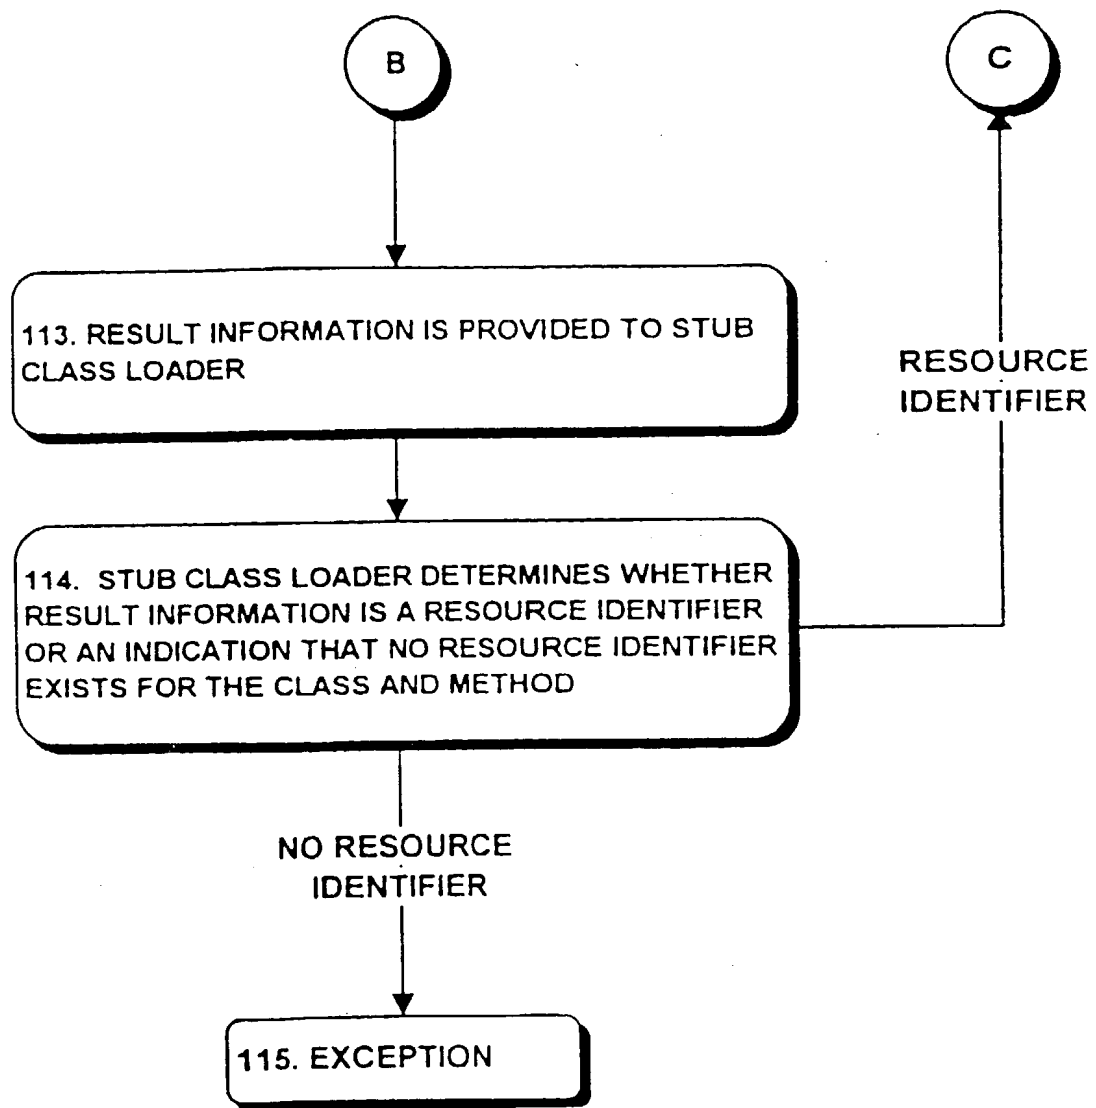 B
C
113. RESULT INFORMATION IS PROVIDED TO STUB
CLASS LOADER
RESOURCE
IDENTIFIER
114. STUB CLASS LOADER DETERMINES WHETHER
RESULT INFORMATION IS A RESOURCE IDENTIFIER
OR AN INDICATION THAT NO RESOURCE IDENTIFIER
EXISTS FOR THE CLASS AND METHOD
NO RESOURCE
IDENTIFIER
115. EXCEPTION